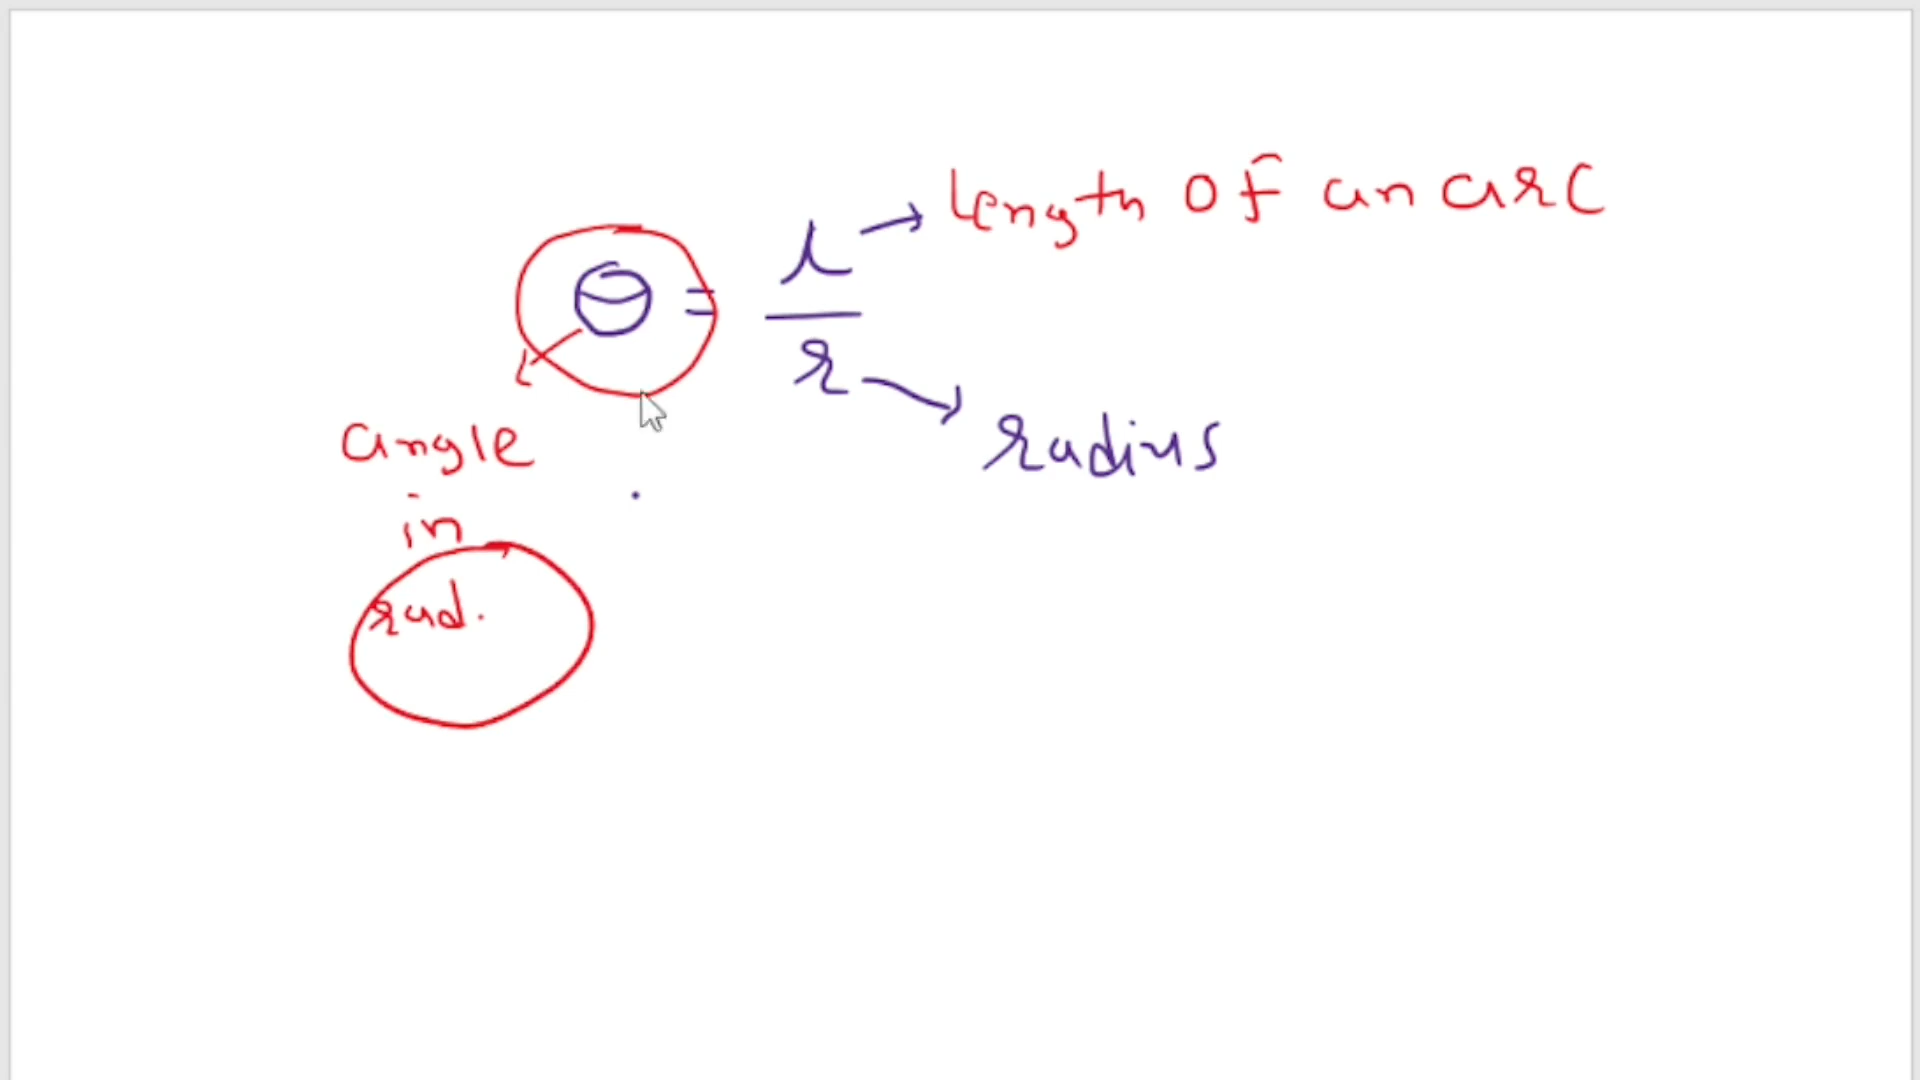 θ = l/r → length of an arc
→ radius
angle
in
rad.